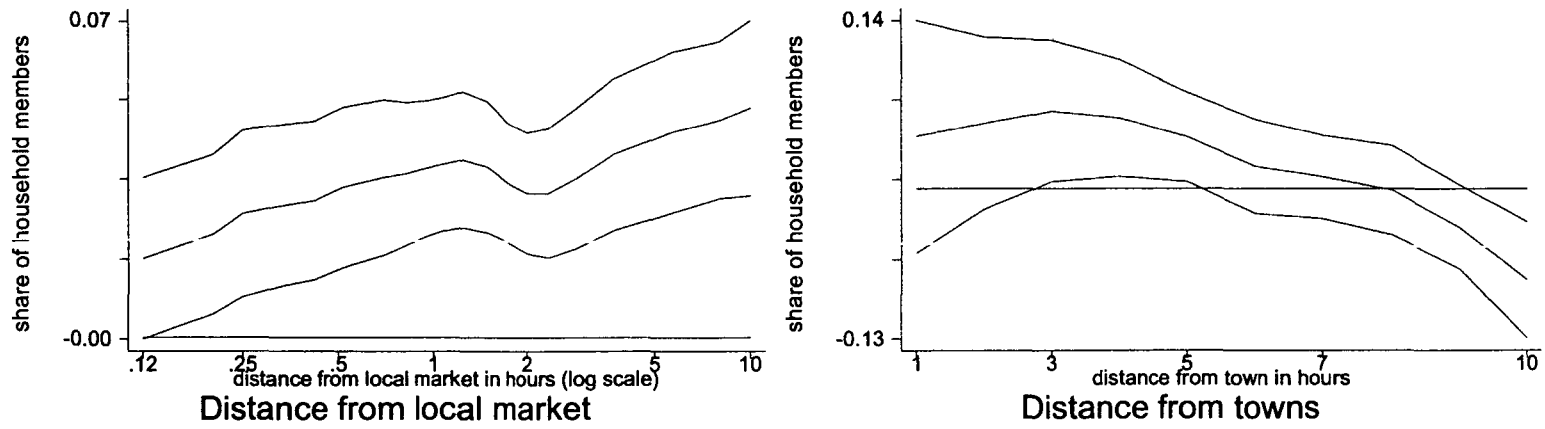 share of household members
0.07
-0.00
.12 .25 .5 1 2 5 10
distance from local market in hours (log scale)
Distance from local market
share of household members
0.14
-0.13
1 3 5 7 10
distance from town in hours
Distance from towns